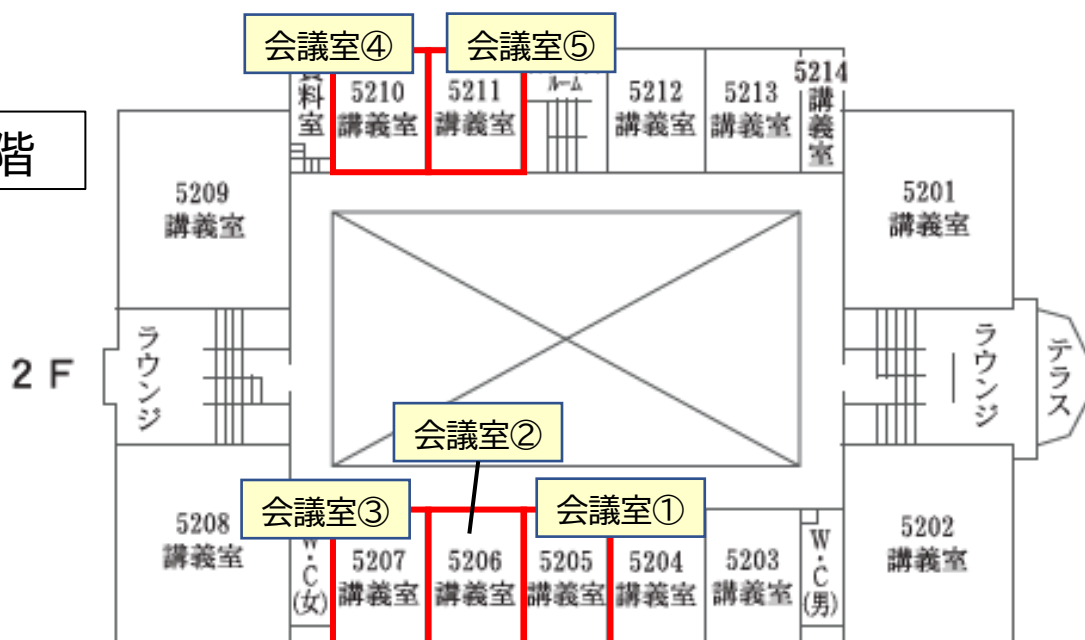 会議室④
会議室⑤
料室
5210
講義室
5211
講義室
ルーム
5212
講義室
5213
講義室
5214
講義室
階
5209
講義室
5201
講義室
2F
ラウンジ
ラウンジ
テラス
会議室②
会議室③
会議室①
5208
講義室
W・C
(女)
5207
講義室
5206
講義室
5205
講義室
5204
講義室
5203
講義室
W・C
(男)
5202
講義室